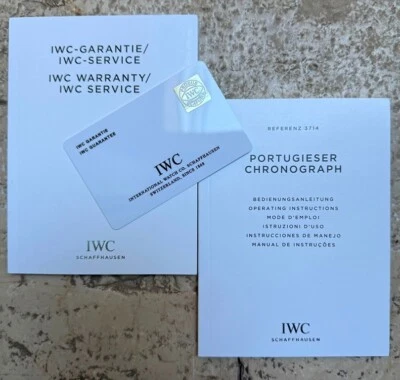 IWC-GARANTIE/
IWC-SERVICE
IWC WARRANTY/
IWC SERVICE
IWC
SCHAFFHAUSEN
IWC GARANTIE
IWC GUARANTEE
IWC
INTERNATIONAL WATCH CO. SCHAFFHAUSEN
SWITZERLAND, SINCE 1868
REFERENZ 3714
PORTUGIESER
CHRONOGRAPH
BEDIENUNGSANLEITUNG
OPERATING INSTRUCTIONS
MODE D'EMPLOI
ISTRUZIONI D'USO
INSTRUCCIONES DE MANEJO
MANUAL DE INSTRUÇÕES
IWC
SCHAFFHAUSEN